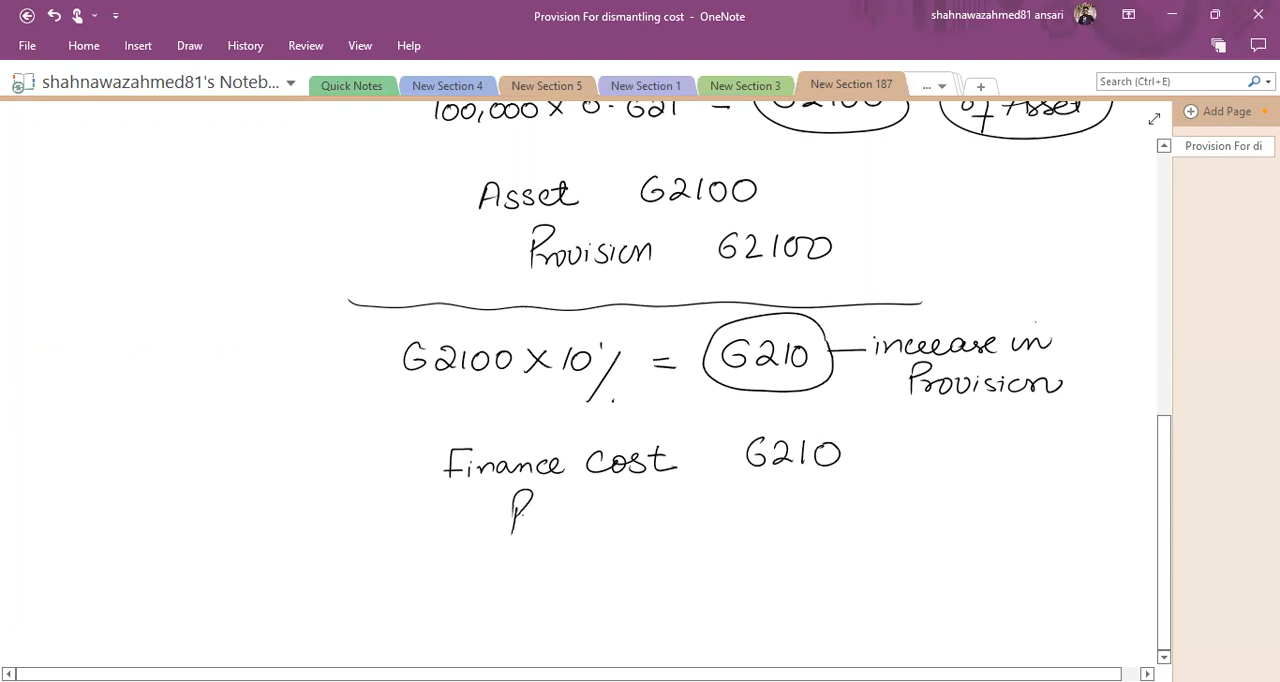 Provision For dismantling cost - OneNote
shahnawazahmed81 ansari
File Home Insert Draw History Review View Help
shahnawazahmed81's Noteb... Quick Notes New Section 4 New Section 5 New Section 1 New Section 3 New Section 187 ... Search (Ctrl+E)
Add Page
Provision For di
100,000 x 0.621 = 62100 of Asset
Asset 62100
Provision 62100
62100 x 10% = 6210 — increase in
Provision
Finance cost 6210
P